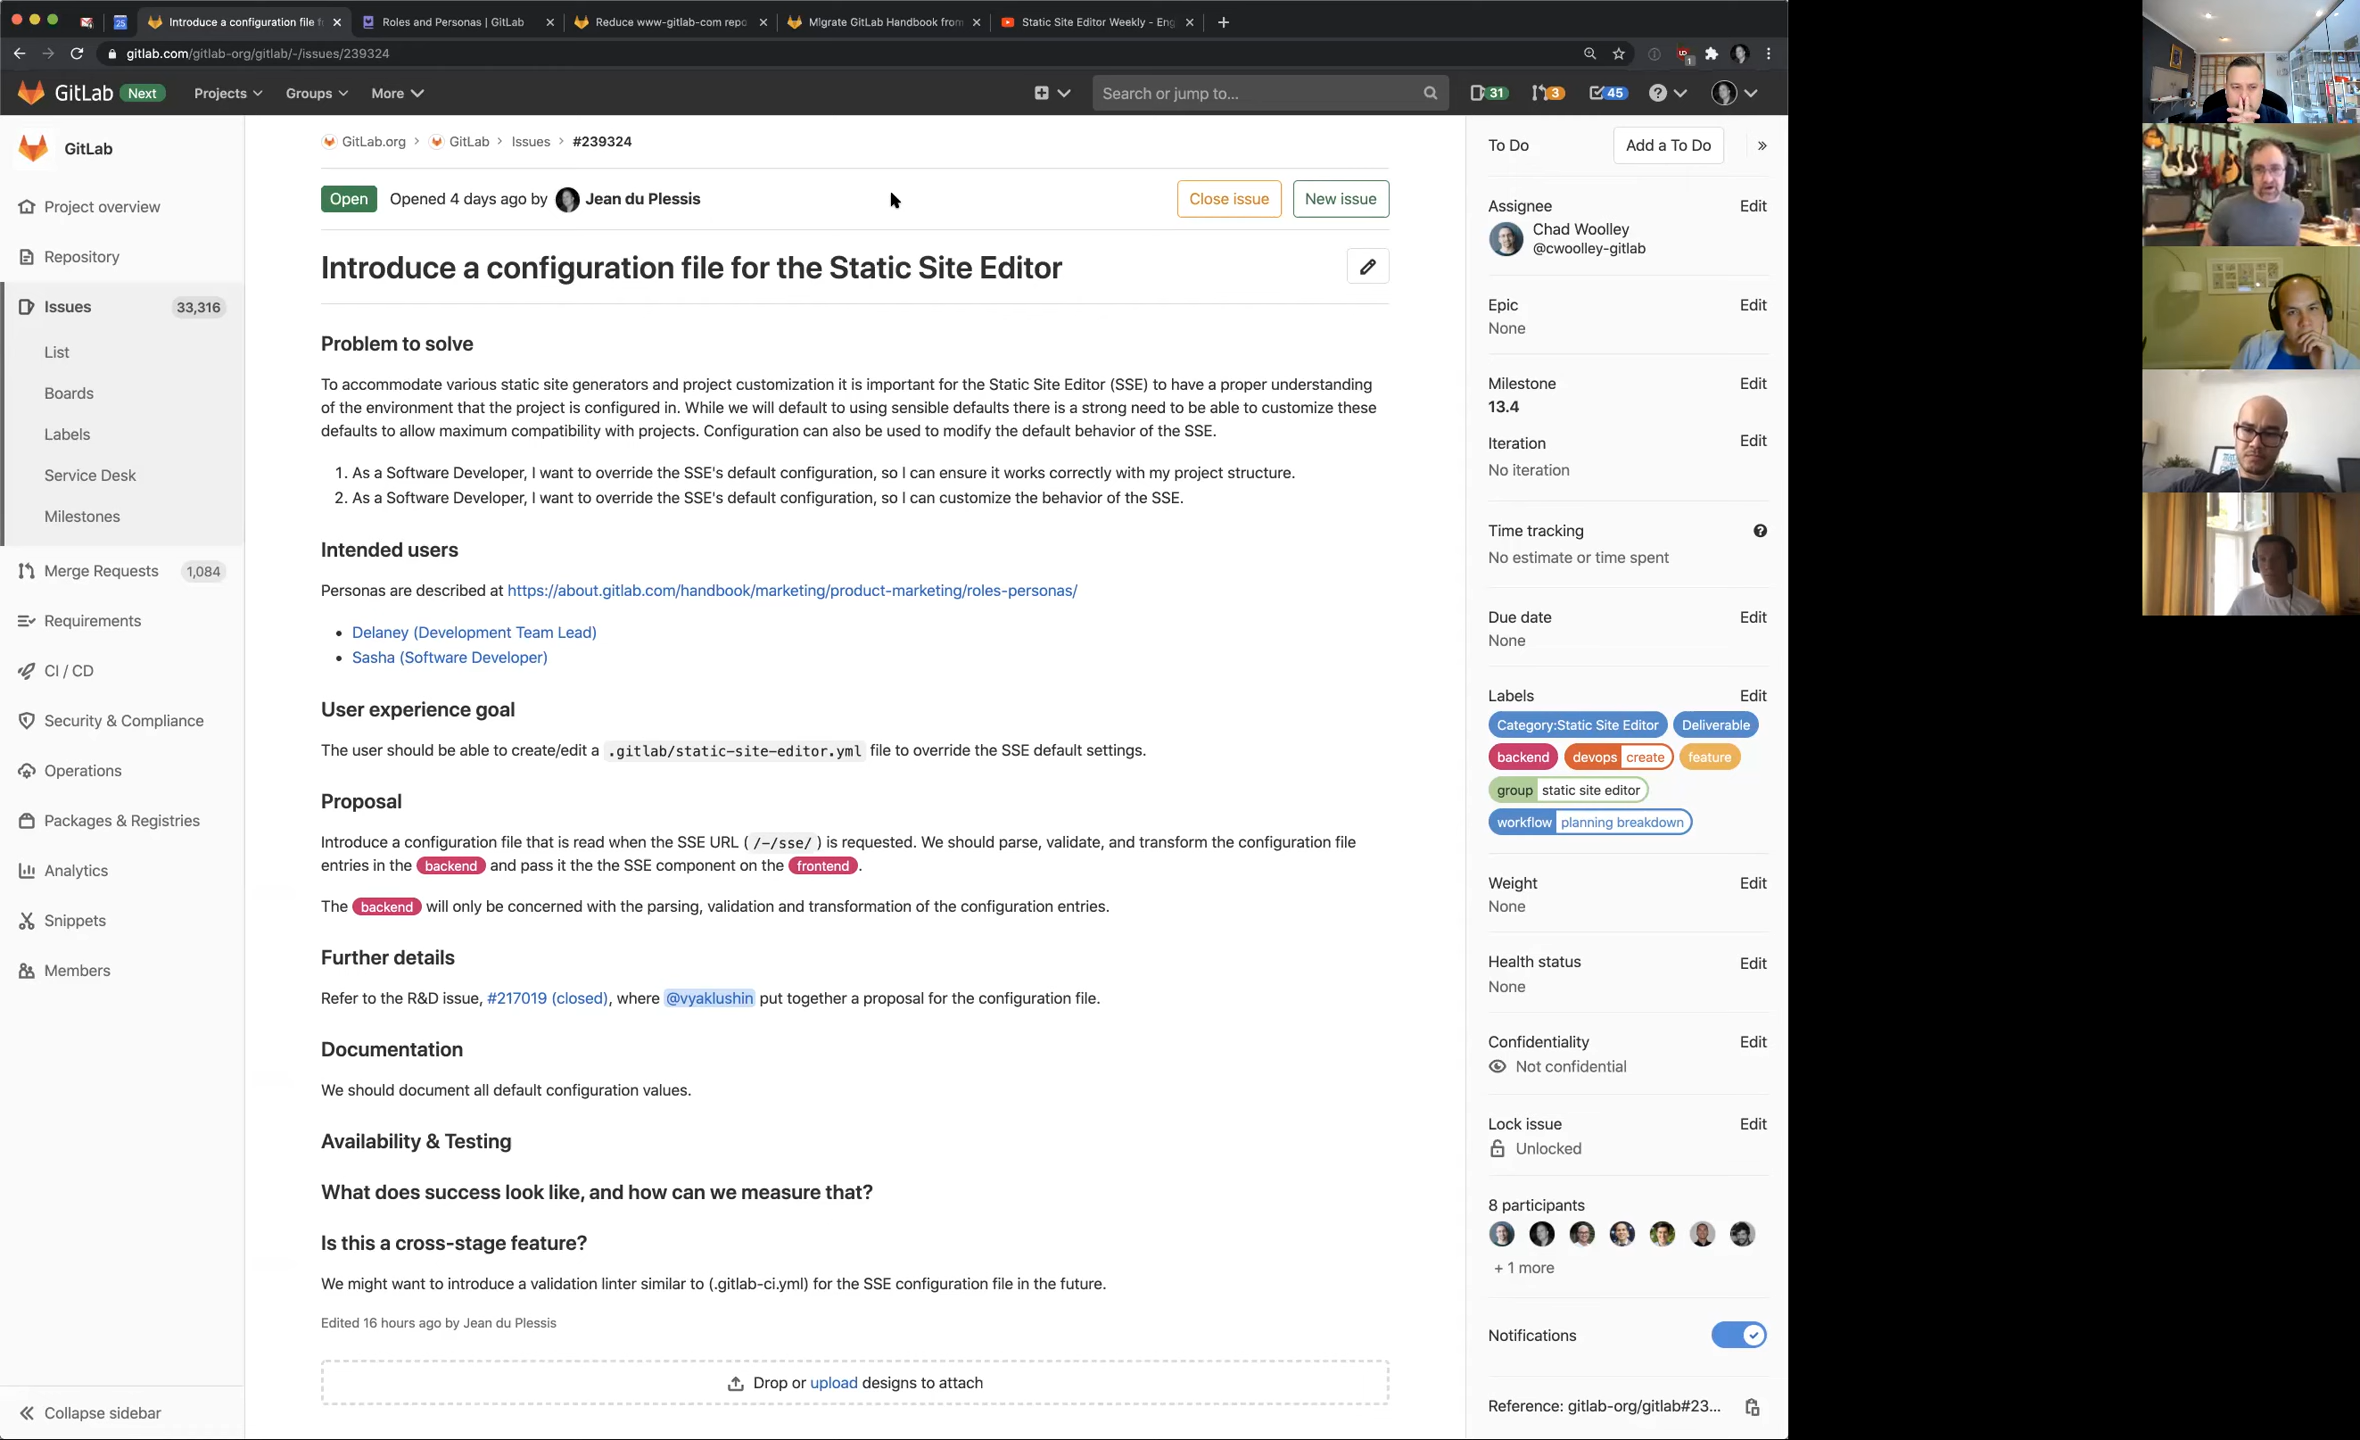 Introduce a configuration file f
Roles and Personas | GitLab
Reduce www-gitlab-com repo
Migrate GitLab Handbook from
Static Site Editor Weekly - Eng
gitlab.com/gitlab-org/gitlab/-/issues/239324
GitLab Next
Projects
Groups
More
Search or jump to...
31
3
45
GitLab
Project overview
Repository
Issues 33,316
List
Boards
Labels
Service Desk
Milestones
Merge Requests 1,084
Requirements
CI / CD
Security & Compliance
Operations
Packages & Registries
Analytics
Snippets
Members
Collapse sidebar
GitLab.org > GitLab > Issues > #239324
Open Opened 4 days ago by Jean du Plessis
Close issue
New issue
Introduce a configuration file for the Static Site Editor
Problem to solve
To accommodate various static site generators and project customization it is important for the Static Site Editor (SSE) to have a proper understanding
of the environment that the project is configured in. While we will default to using sensible defaults there is a strong need to be able to customize these
defaults to allow maximum compatibility with projects. Configuration can also be used to modify the default behavior of the SSE.
1. As a Software Developer, I want to override the SSE's default configuration, so I can ensure it works correctly with my project structure.
2. As a Software Developer, I want to override the SSE's default configuration, so I can customize the behavior of the SSE.
Intended users
Personas are described at https://about.gitlab.com/handbook/marketing/product-marketing/roles-personas/
• Delaney (Development Team Lead)
• Sasha (Software Developer)
User experience goal
The user should be able to create/edit a .gitlab/static-site-editor.yml file to override the SSE default settings.
Proposal
Introduce a configuration file that is read when the SSE URL ( /-/sse/ ) is requested. We should parse, validate, and transform the configuration file
entries in the backend and pass it the the SSE component on the frontend .
The backend will only be concerned with the parsing, validation and transformation of the configuration entries.
Further details
Refer to the R&D issue, #217019 (closed), where @vyaklushin put together a proposal for the configuration file.
Documentation
We should document all default configuration values.
Availability & Testing
What does success look like, and how can we measure that?
Is this a cross-stage feature?
We might want to introduce a validation linter similar to (.gitlab-ci.yml) for the SSE configuration file in the future.
Edited 16 hours ago by Jean du Plessis
Drop or upload designs to attach
To Do
Add a To Do
Assignee Edit
Chad Woolley
@cwoolley-gitlab
Epic Edit
None
Milestone Edit
13.4
Iteration Edit
No iteration
Time tracking
No estimate or time spent
Due date Edit
None
Labels Edit
Category:Static Site Editor Deliverable
backend devops create feature
group static site editor
workflow planning breakdown
Weight Edit
None
Health status Edit
None
Confidentiality Edit
Not confidential
Lock issue Edit
Unlocked
8 participants
+ 1 more
Notifications
Reference: gitlab-org/gitlab#23...